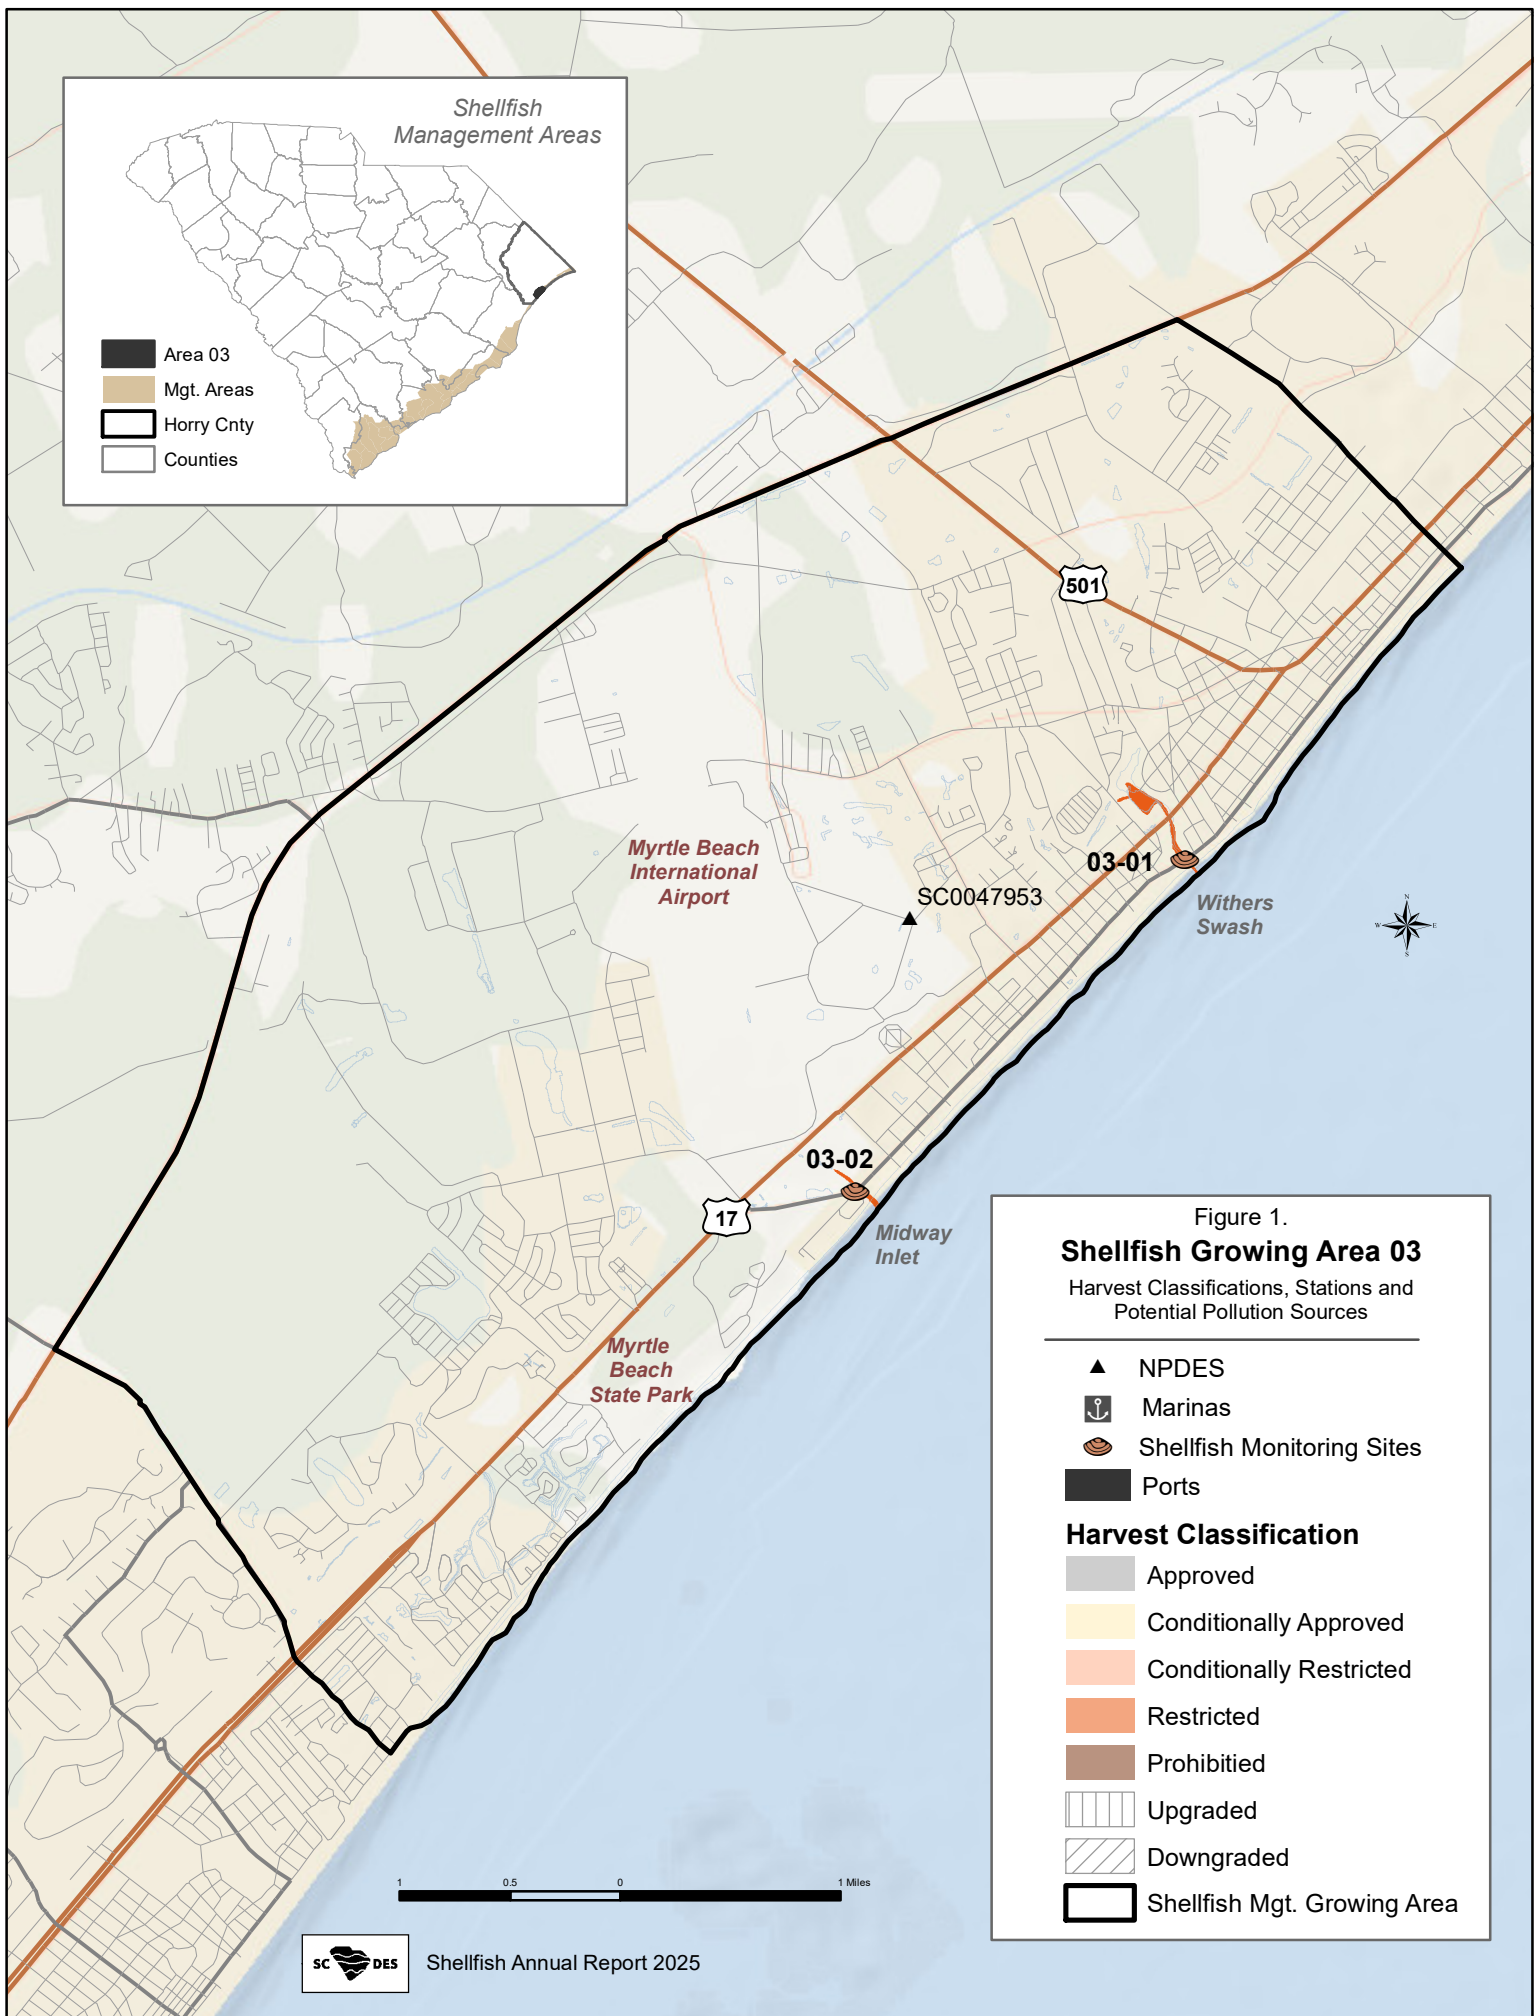 Shellfish
Management Areas
Area 03
Mgt. Areas
Horry Cnty
Counties
501
03-01
Myrtle Beach
International
Airport
SC0047953
Withers
Swash
N
W
E
S
03-02
17
Midway
Inlet
Myrtle
Beach
State Park
Figure 1.
Shellfish Growing Area 03
Harvest Classifications, Stations and
Potential Pollution Sources
NPDES
Marinas
Shellfish Monitoring Sites
Ports
Harvest Classification
Approved
Conditionally Approved
Conditionally Restricted
Restricted
Prohibitied
Upgraded
Downgraded
Shellfish Mgt. Growing Area
1 0.5 0 1 Miles
SC DES
Shellfish Annual Report 2025